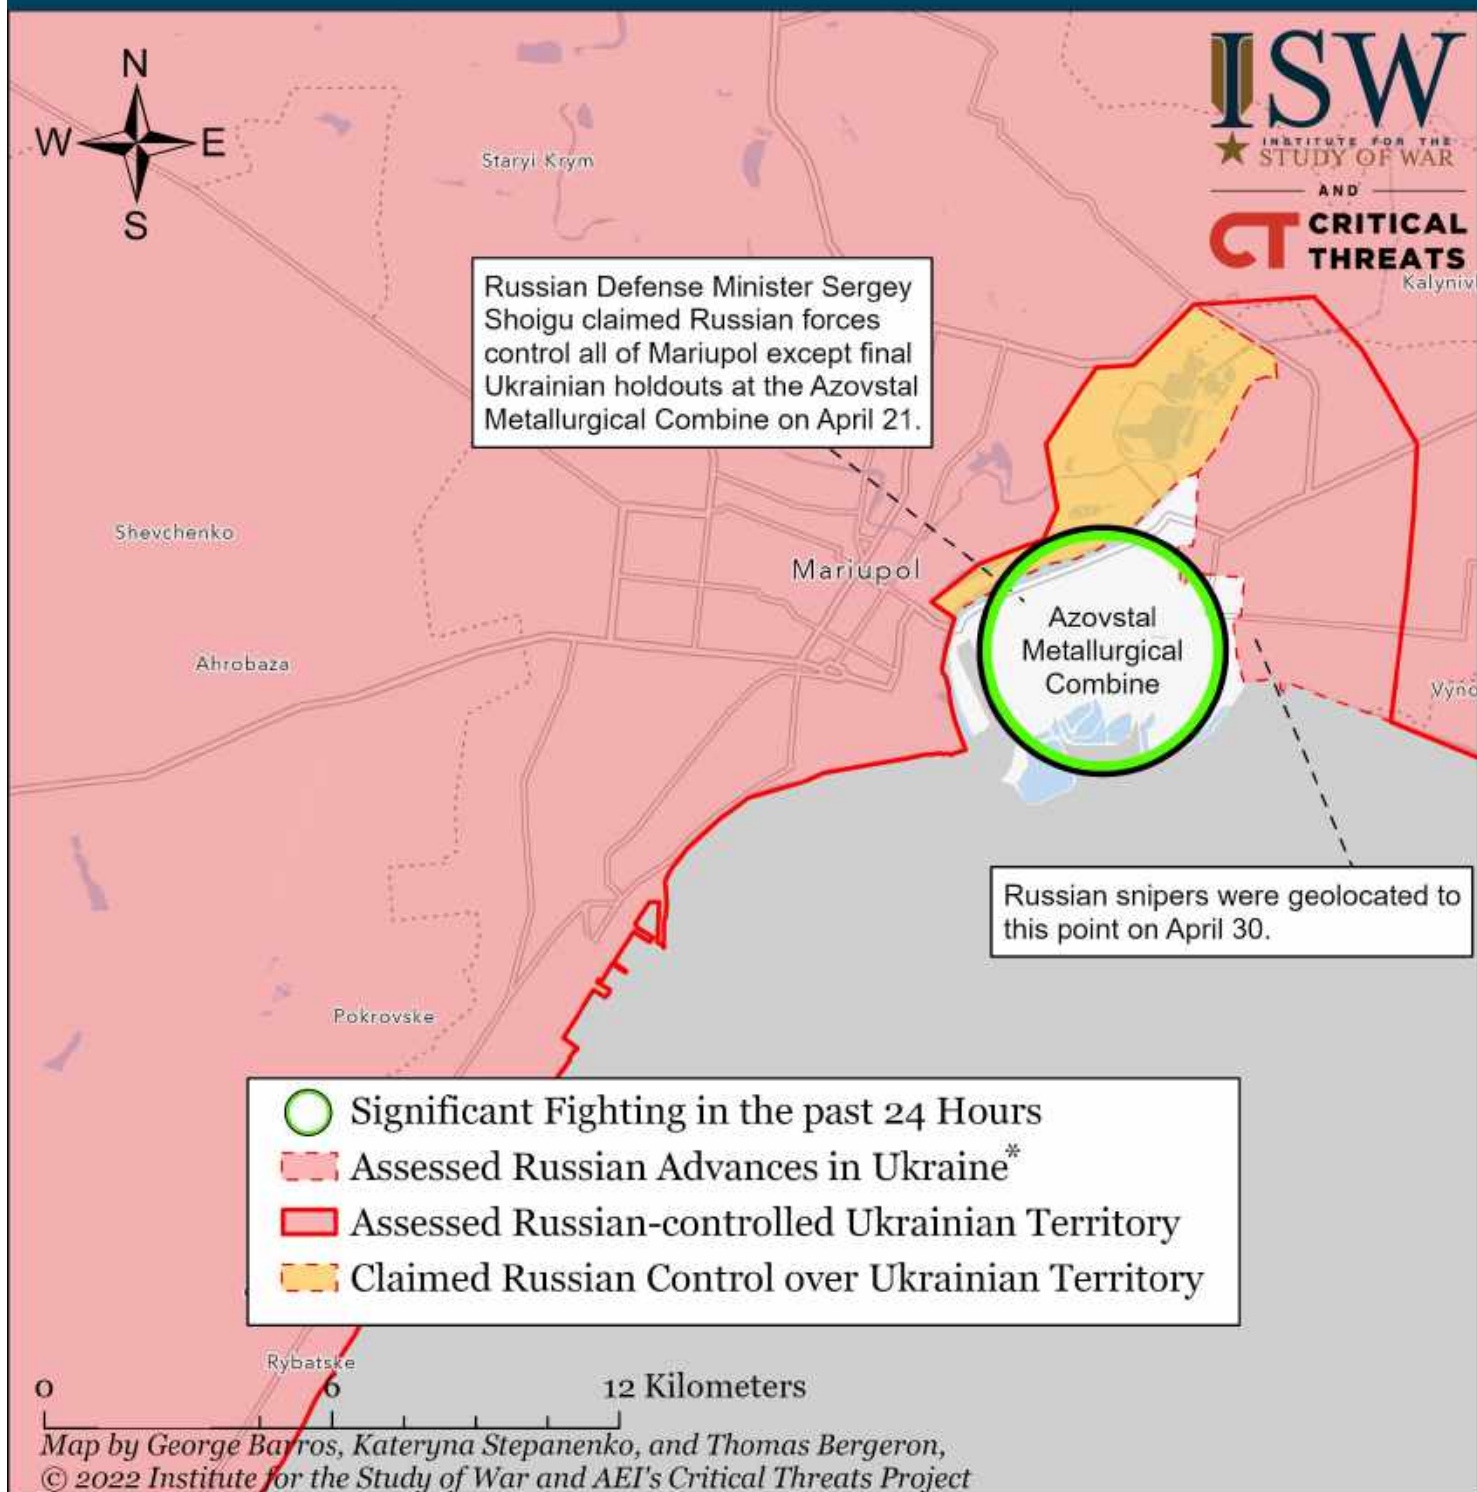 N
W
E
S
ISW
INSTITUTE FOR THE
STUDY OF WAR
AND
CT CRITICAL
THREATS
Staryi Krym
Kalyniv
Russian Defense Minister Sergey
Shoigu claimed Russian forces
control all of Mariupol except final
Ukrainian holdouts at the Azovstal
Metallurgical Combine on April 21.
Shevchenko
Mariupol
Azovstal
Metallurgical
Combine
Ahrobaza
Vyno
Russian snipers were geolocated to
this point on April 30.
Pokrovske
Significant Fighting in the past 24 Hours
Assessed Russian Advances in Ukraine*
Assessed Russian-controlled Ukrainian Territory
Claimed Russian Control over Ukrainian Territory
Rybatske
0 6 12 Kilometers
Map by George Barros, Kateryna Stepanenko, and Thomas Bergeron,
© 2022 Institute for the Study of War and AEI's Critical Threats Project